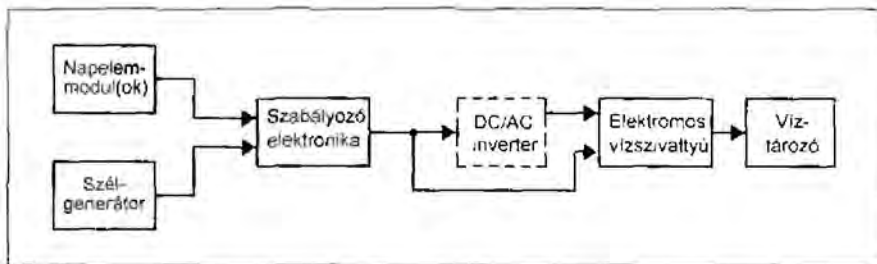 Napelem-
modul(ok)
Szél-
generátor
Szabályozó
elektronika
DC/AC
inverter
Elektromos
vízszivattyú
Víz-
tározó